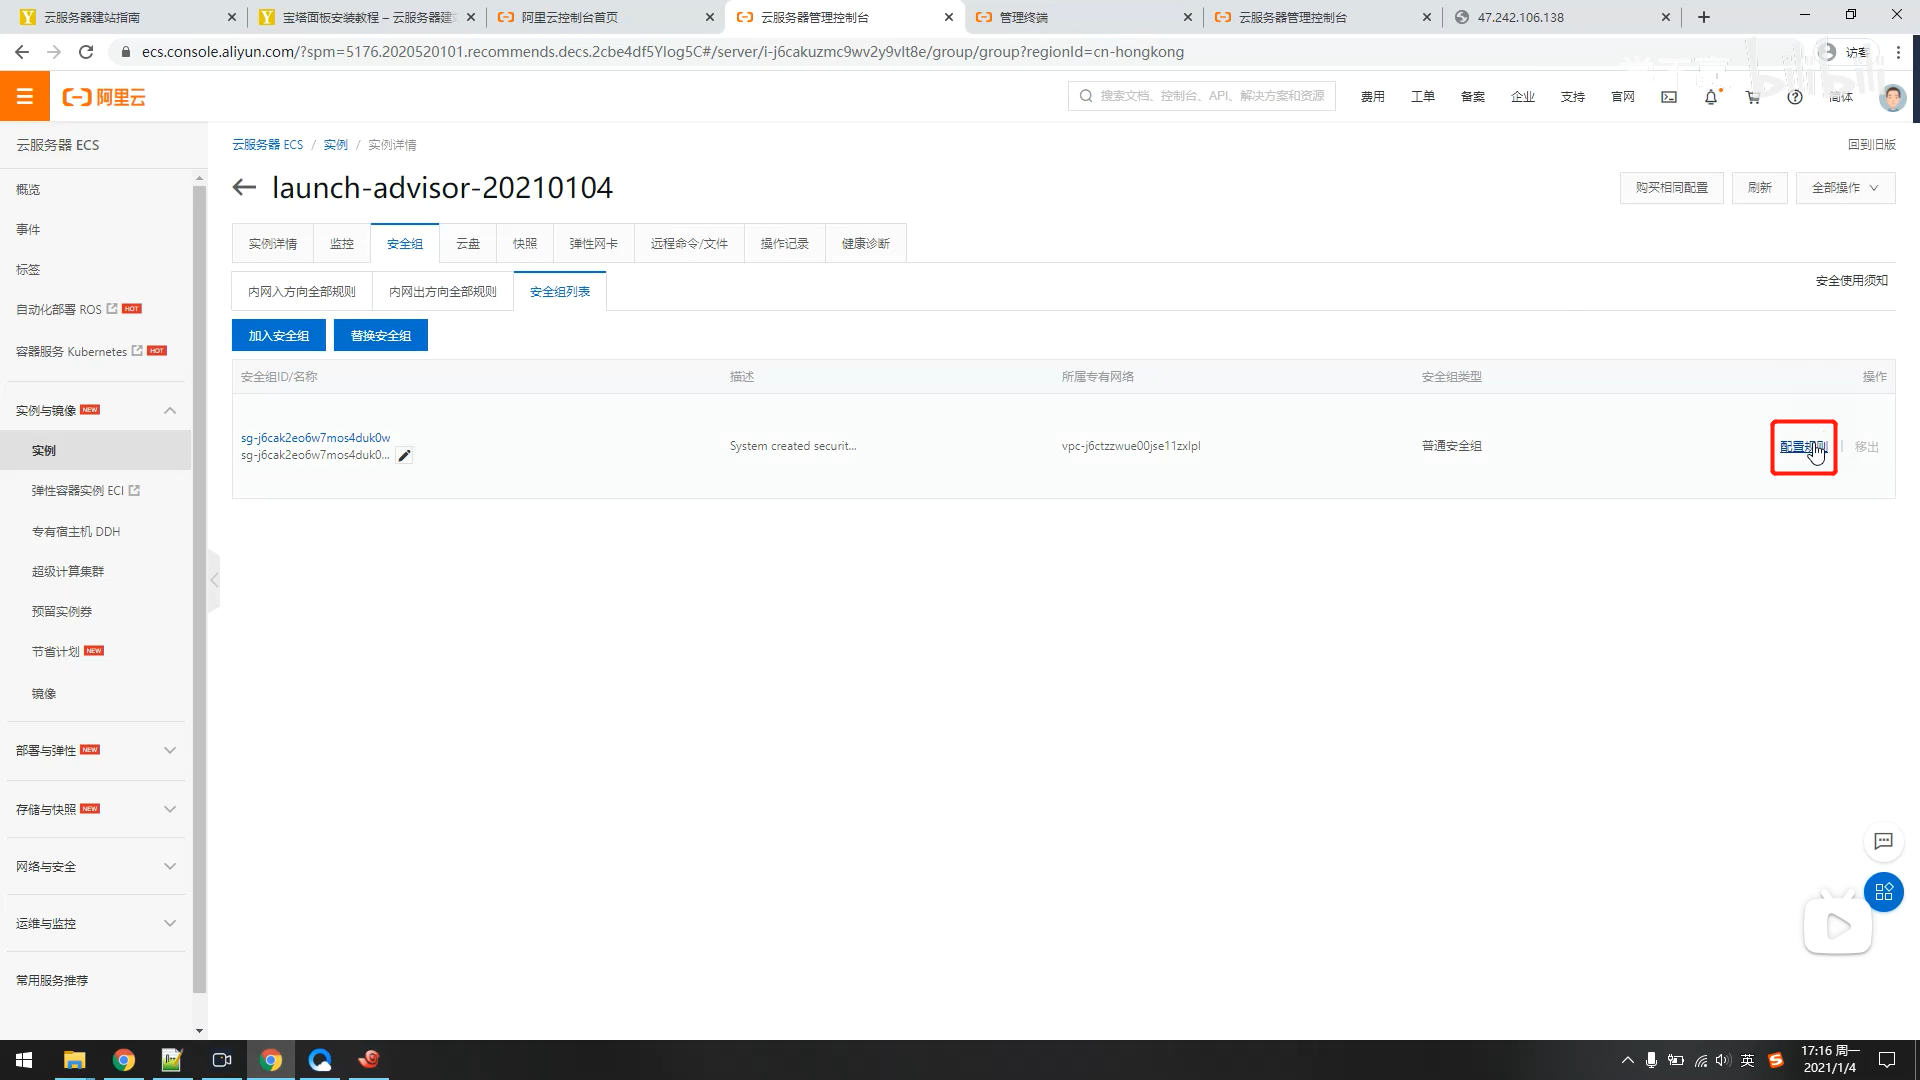 云服务器建站指南
宝塔面板安装教程 – 云服务器建
阿里云控制台首页
云服务器管理控制台
管理终端
云服务器管理控制台
47.242.106.138
ecs.console.aliyun.com/?spm=5176.2020520101.recommends.decs.2cbe4df5Ylog5C#/server/i-j6cakuzmc9wv2y9vlt8e/group/group?regionId=cn-hongkong
访客
阿里云
搜索文档、控制台、API、解决方案和资源
费用
工单
备案
企业
支持
官网
简体
bilibili
云服务器 ECS
云服务器 ECS / 实例 / 实例详情
回到旧版
launch-advisor-20210104
购买相同配置
刷新
全部操作
概览
事件
标签
自动化部署 ROS HOT
容器服务 Kubernetes HOT
实例与镜像 NEW
实例
弹性容器实例 ECI
专有宿主机 DDH
超级计算集群
预留实例券
节省计划 NEW
镜像
部署与弹性 NEW
存储与快照 NEW
网络与安全
运维与监控
常用服务推荐
实例详情
监控
安全组
云盘
快照
弹性网卡
远程命令/文件
操作记录
健康诊断
内网入方向全部规则
内网出方向全部规则
安全组列表
安全使用须知
加入安全组
替换安全组
安全组ID/名称
描述
所属专有网络
安全组类型
操作
sg-j6cak2eo6w7mos4duk0w
sg-j6cak2eo6w7mos4duk0...
System created securit...
vpc-j6ctzzwue00jse11zxlpl
普通安全组
配置规则
移出
英
17:16 周一
2021/1/4